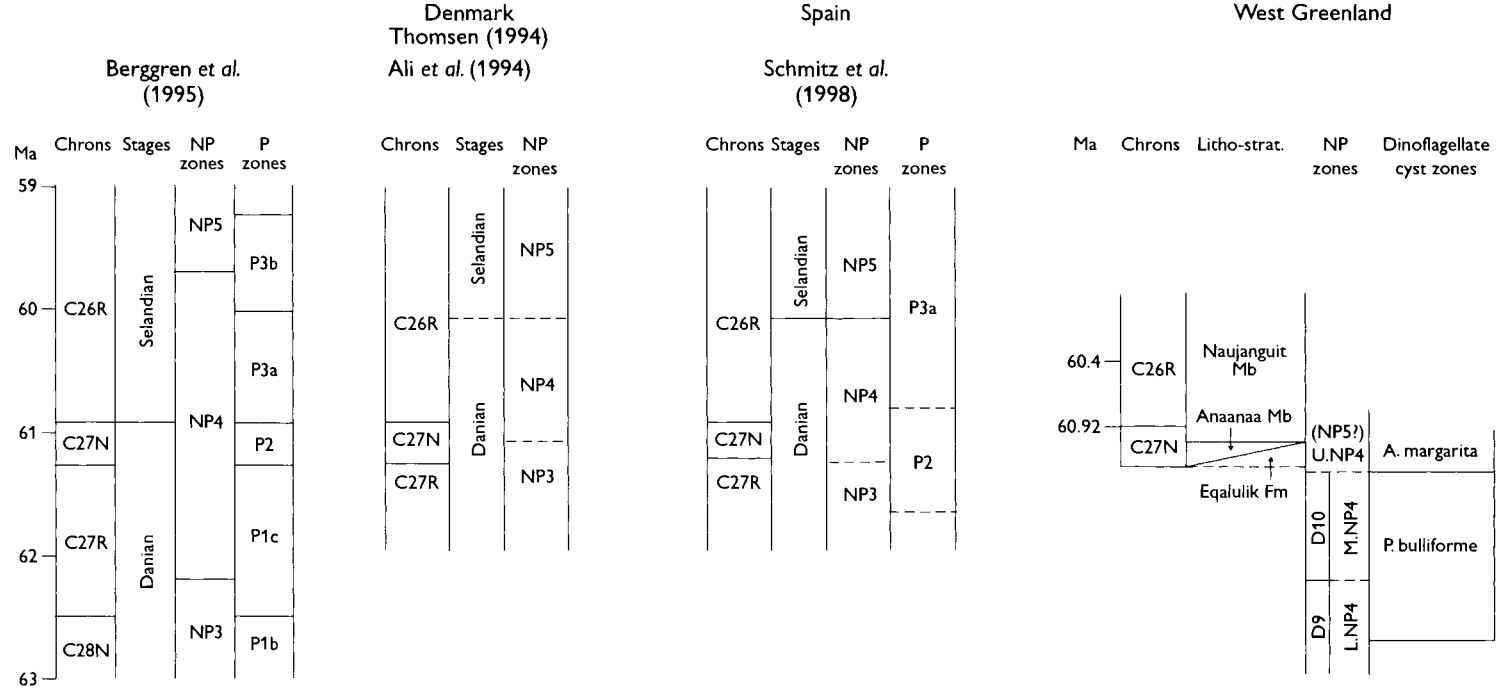 Denmark
Thomsen (1994)
Ali et al. (1994)
Spain
West Greenland
Berggren et al.
(1995)
Schmitz et al.
(1998)
Ma
Chrons
Stages
NP
zones
P
zones
59
60
61
62
63
C26R
C27N
C27R
C28N
Selandian
Danian
NP5
NP4
NP3
P3b
P3a
P2
P1c
P1b
Chrons
Stages
NP
zones
C26R
C27N
C27R
Selandian
Danian
NP5
NP4
NP3
Chrons
Stages
NP
zones
P
zones
C26R
C27N
C27R
Selandian
Danian
NP5
NP4
NP3
P3a
P2
Ma
Chrons
Litho-strat.
NP
zones
Dinoflagellate
cyst zones
60.4
60.92
C26R
C27N
Naujanguit
Mb
Anaanaa Mb
Eqalulik Fm
(NP5?)
U.NP4
D10
M.NP4
D9
L.NP4
A. margarita
P. bulliforme